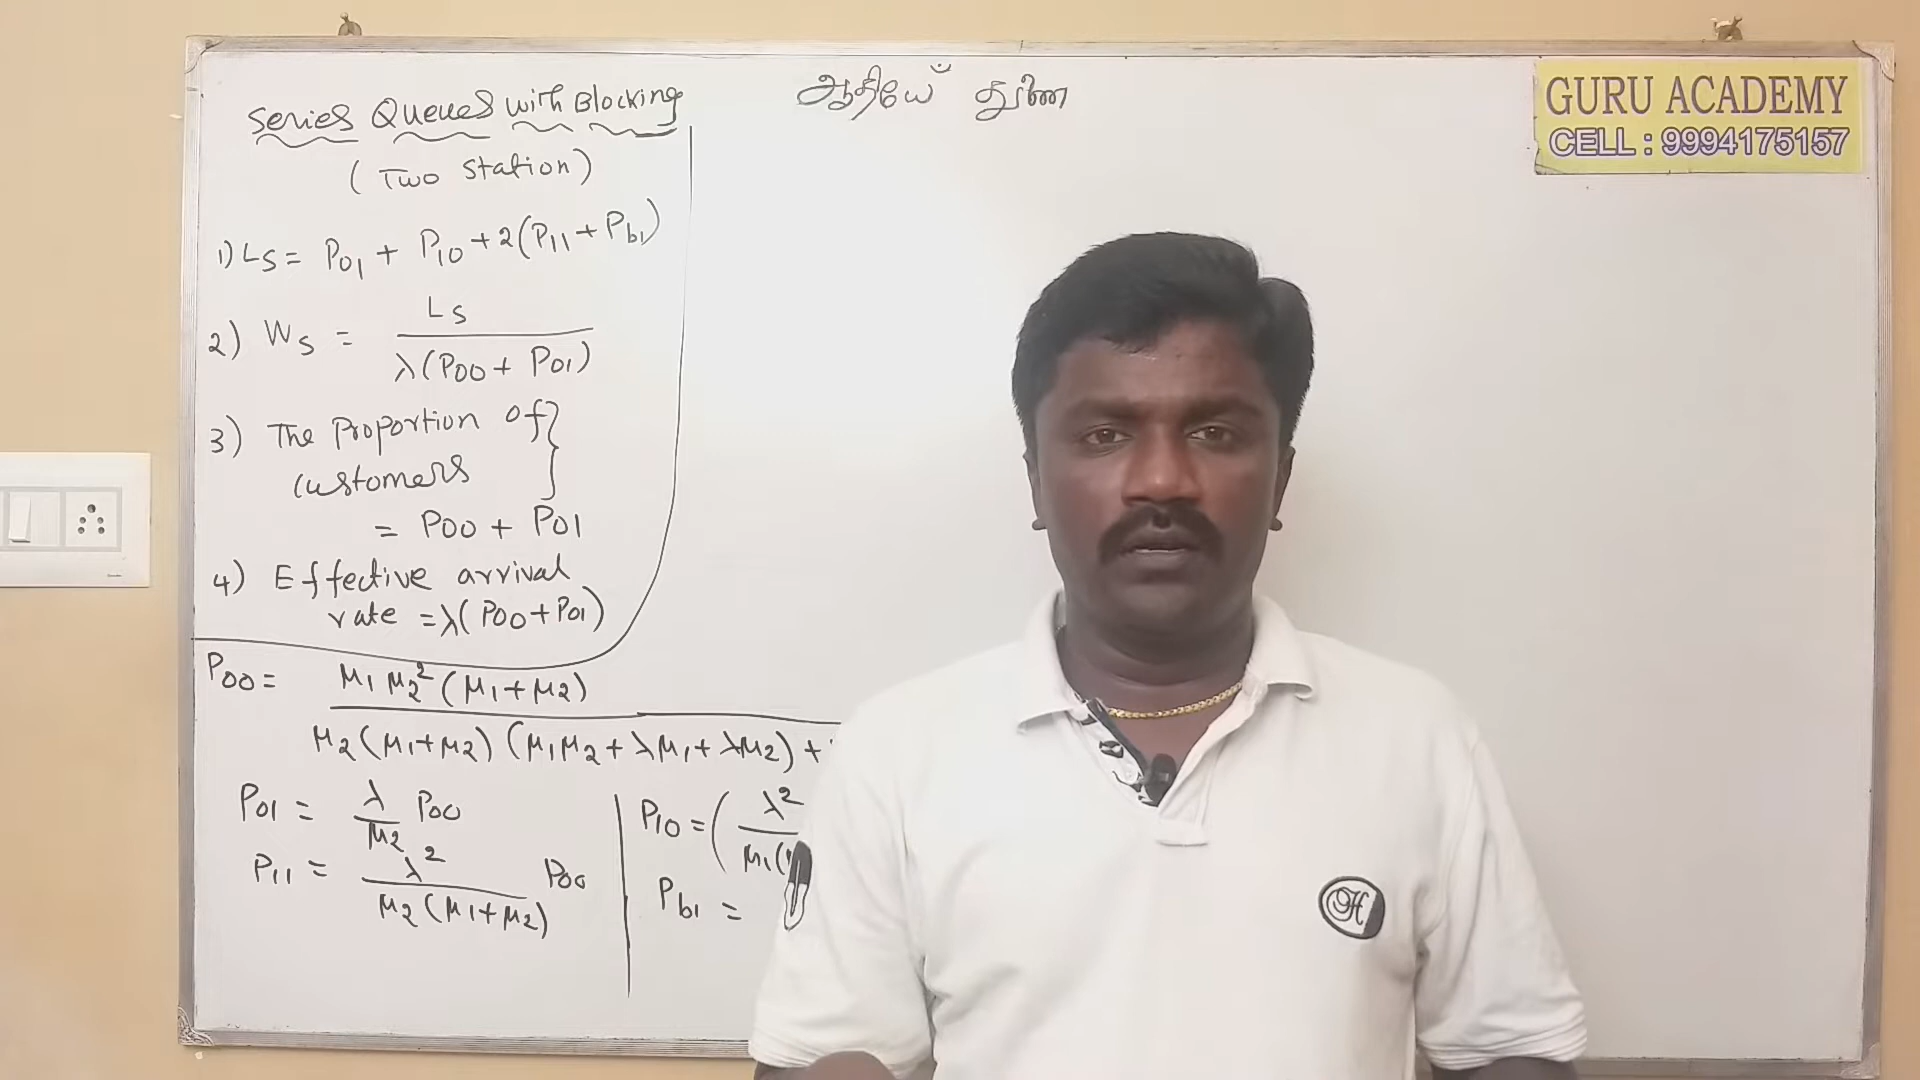 Series Queues with Blocking
(Two Station)
1) LS = P01 + P10 + 2(P11 + Pb1)
2) WS = LS / λ(P00 + P01)
3) The Proportion of }
customers
= P00 + P01
4) Effective arrival
rate = λ(P00 + P01)
P00 = μ1 μ2² (μ1 + μ2) / μ2(μ1+μ2) (μ1μ2 + λμ1 + λμ2) +
P01 = λ/μ2 P00
P11 = λ² / μ2(μ1+μ2) P00
P10 = ( λ² / μ1(
Pb1 =
ஆதியே துணை
GURU ACADEMY
CELL : 9994175157